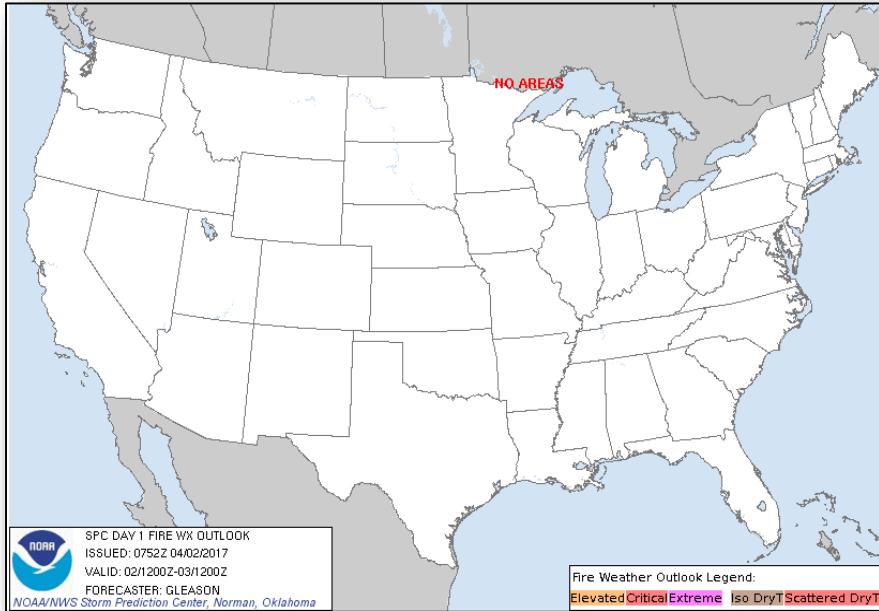 NO AREAS
NOAA
SPC DAY 1 FIRE WX OUTLOOK
ISSUED: 0752Z 04/02/2017
VALID: 02/1200Z-03/1200Z
FORECASTER: GLEASON
NOAA/NWS Storm Prediction Center, Norman, Oklahoma
Fire Weather Outlook Legend:
Elevated Critical Extreme Iso DryT Scattered DryT